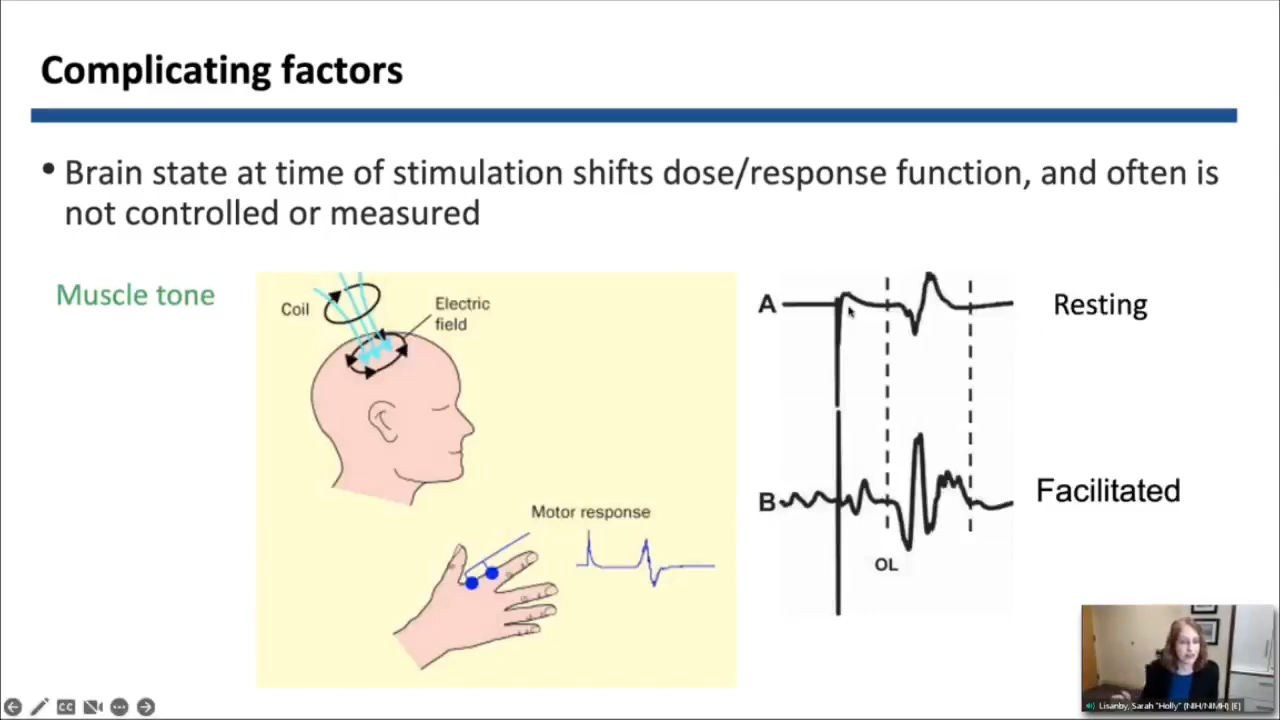 Complicating factors
• Brain state at time of stimulation shifts dose/response function, and often is
not controlled or measured
Muscle tone
Coil
Electric
field
Motor response
A
Resting
B
Facilitated
OL
CC
Lisanby, Sarah "Holly" (NIH/NIMH) [E]